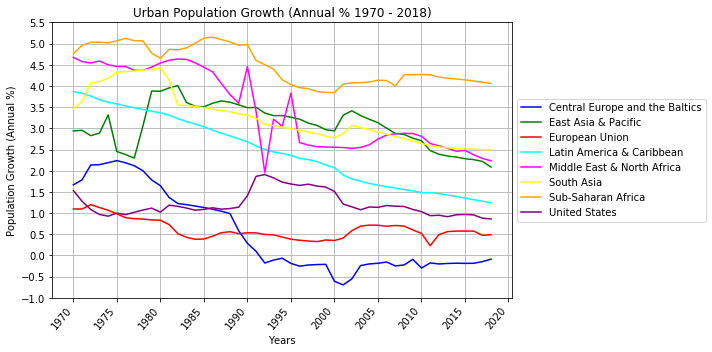 Urban Population Growth (Annual % 1970 - 2018)
Population Growth (Annual %)
5.5
5.0
4.5
4.0
3.5
3.0
2.5
2.0
1.5
1.0
0.5
0.0
−0.5
−1.0
1970
1975
1980
1985
1990
1995
2000
2005
2010
2015
2020
Years
Central Europe and the Baltics
East Asia & Pacific
European Union
Latin America & Caribbean
Middle East & North Africa
South Asia
Sub-Saharan Africa
United States